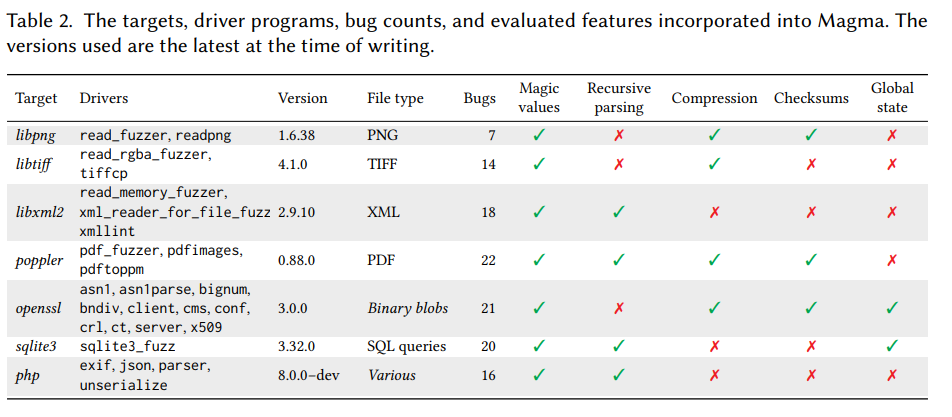 Table 2. The targets, driver programs, bug counts, and evaluated features incorporated into Magma. The
versions used are the latest at the time of writing.
Target Drivers Version File type Bugs Magic values Recursive parsing Compression Checksums Global state
libpng read_fuzzer, readpng 1.6.38 PNG 7 ✓ ✗ ✓ ✓ ✗
libtiff read_rgba_fuzzer, tiffcp 4.1.0 TIFF 14 ✓ ✗ ✓ ✗ ✗
libxml2 read_memory_fuzzer, xml_reader_for_file_fuzz xmllint 2.9.10 XML 18 ✓ ✓ ✗ ✗ ✗
poppler pdf_fuzzer, pdfimages, pdftoppm 0.88.0 PDF 22 ✓ ✓ ✓ ✓ ✗
openssl asn1, asn1parse, bignum, bndiv, client, cms, conf, crl, ct, server, x509 3.0.0 Binary blobs 21 ✓ ✗ ✓ ✓ ✓
sqlite3 sqlite3_fuzz 3.32.0 SQL queries 20 ✓ ✓ ✗ ✗ ✓
php exif, json, parser, unserialize 8.0.0–dev Various 16 ✓ ✓ ✗ ✗ ✗